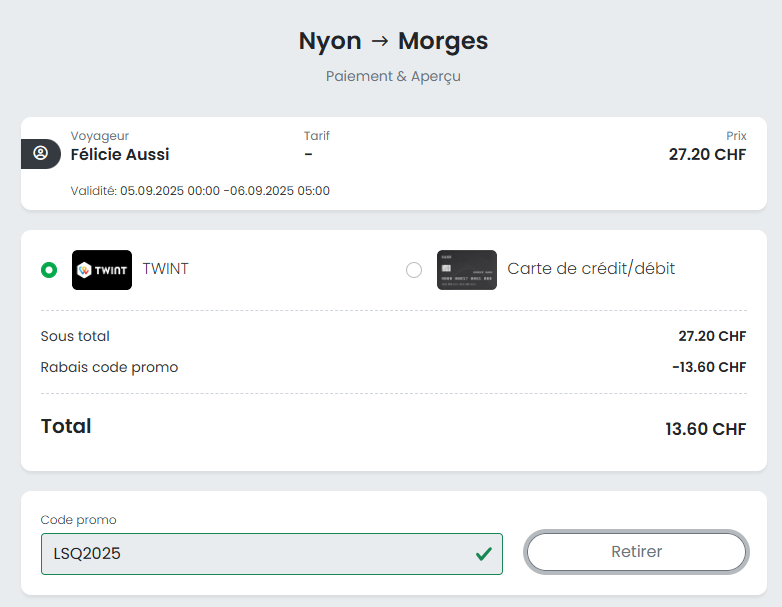 Nyon → Morges
Paiement & Aperçu
Voyageur Tarif Prix
Félicie Aussi - 27.20 CHF
Validité: 05.09.2025 00:00 -06.09.2025 05:00
TWINT TWINT Carte de crédit/débit
Sous total 27.20 CHF
Rabais code promo -13.60 CHF
Total 13.60 CHF
Code promo
LSQ2025 Retirer